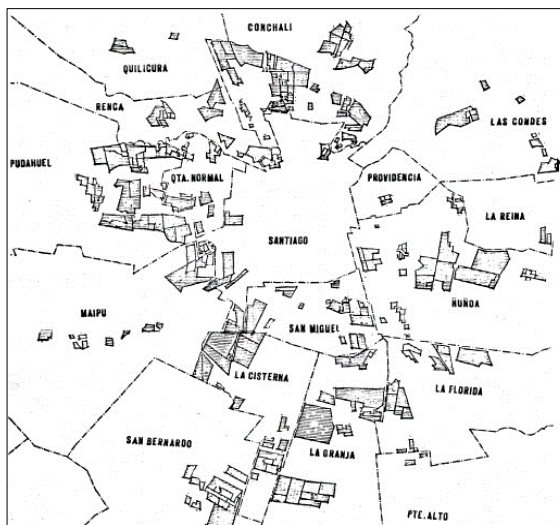 CONCHALI
QUILICURA
RENCA
LAS CONDES
PUDAHUEL
QTA. NORMAL
PROVIDENCIA
LA REINA
SANTIAGO
ÑUÑOA
MAIPU
SAN MIGUEL
LA CISTERNA
LA FLORIDA
SAN BERNARDO
LA GRANJA
PTE. ALTO